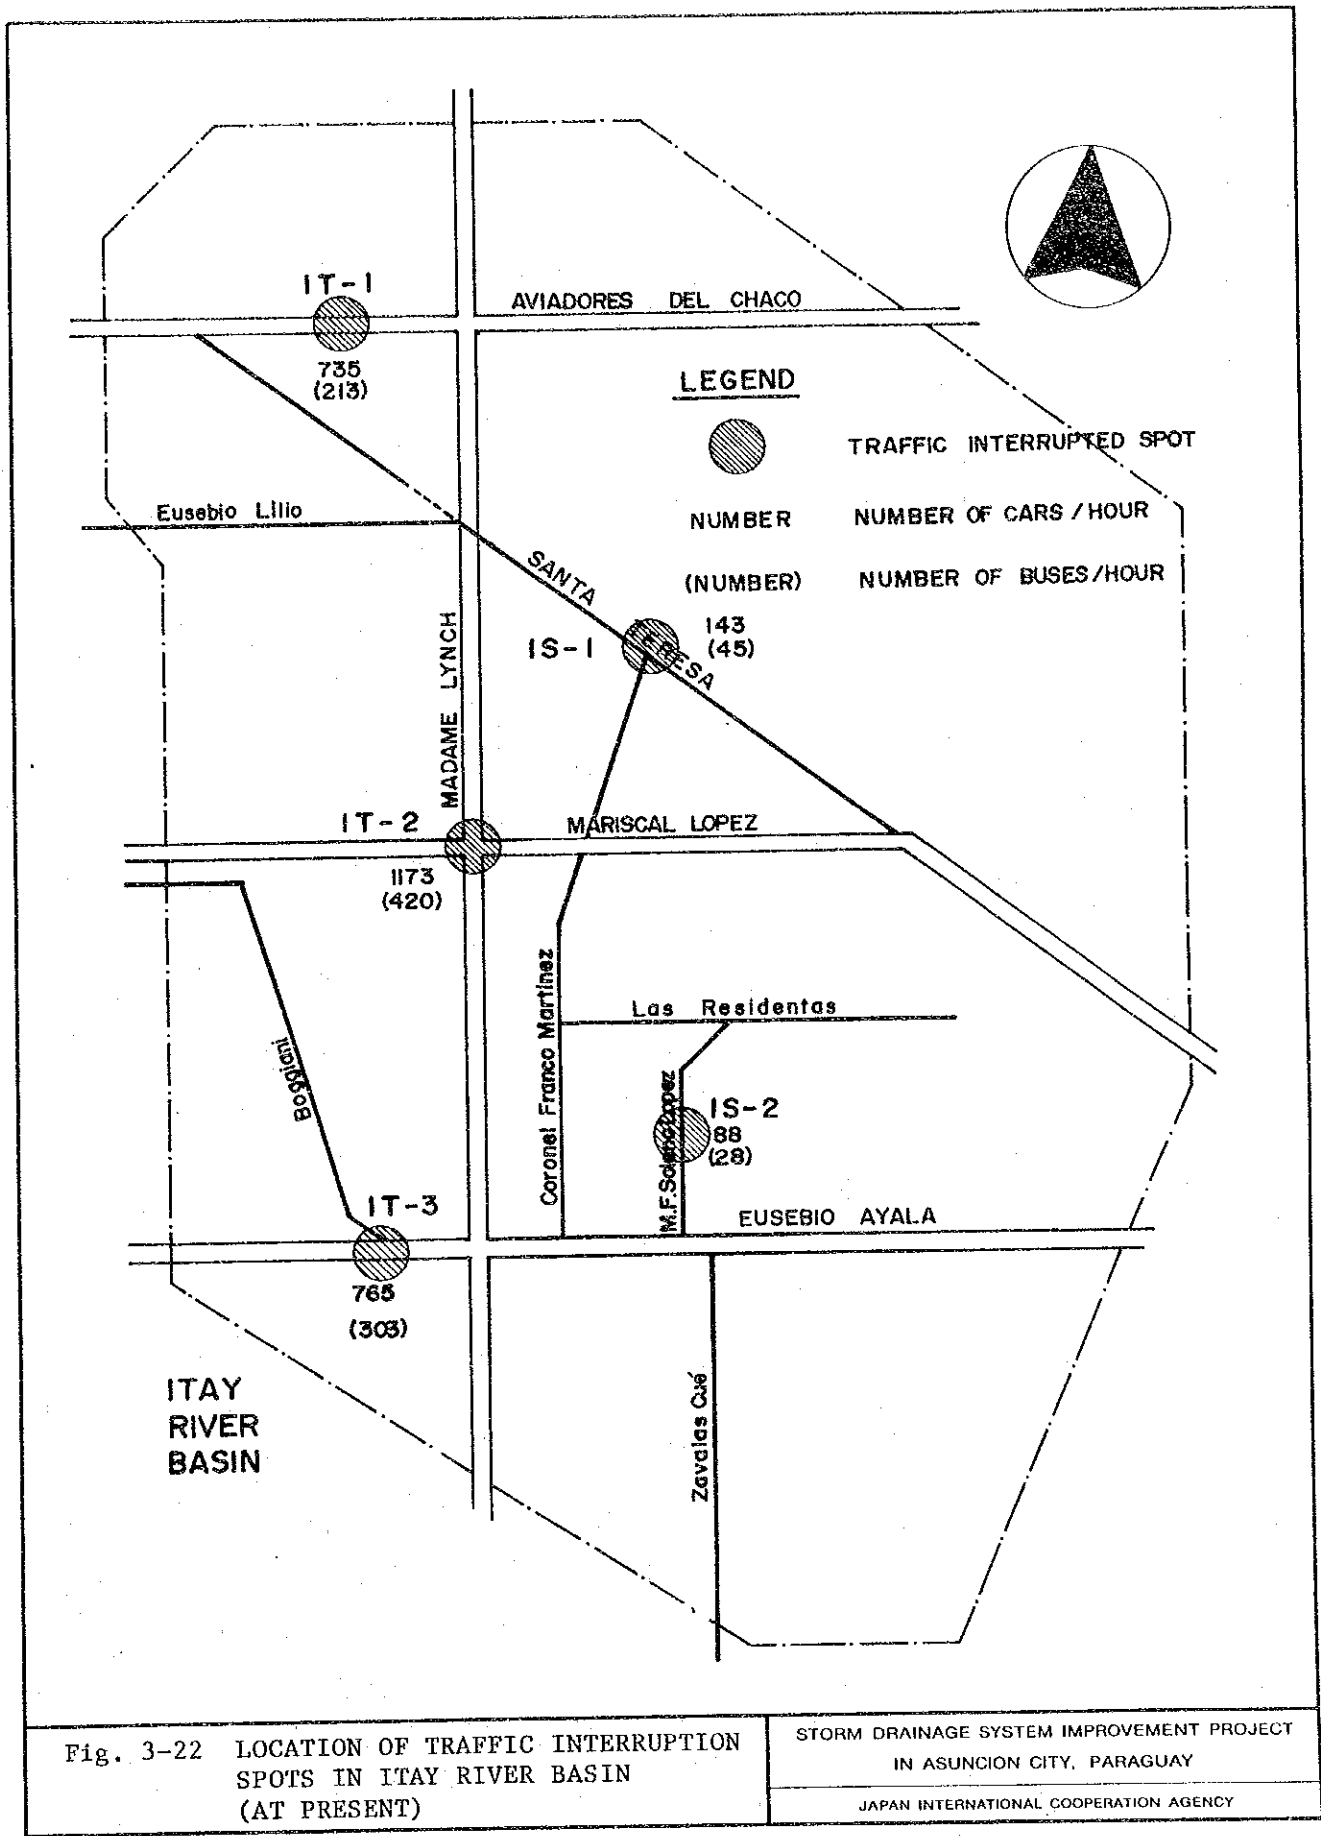 IT-1
AVIADORES DEL CHACO
735
(213)
LEGEND
TRAFFIC INTERRUPTED SPOT
Eusebio Lilio
NUMBER NUMBER OF CARS / HOUR
(NUMBER) NUMBER OF BUSES/HOUR
SANTA TERESA
IS-1
143
(45)
MADAME LYNCH
IT-2
MARISCAL LOPEZ
1173
(420)
Coronel Franco Martinez
Las Residentas
Boggiani
M.F.Solano Lopez
IS-2
88
(28)
IT-3
EUSEBIO AYALA
765
(303)
ITAY
RIVER
BASIN
Zavalas Cué
Fig. 3-22 LOCATION OF TRAFFIC INTERRUPTION
SPOTS IN ITAY RIVER BASIN
(AT PRESENT)
STORM DRAINAGE SYSTEM IMPROVEMENT PROJECT
IN ASUNCION CITY, PARAGUAY
JAPAN INTERNATIONAL COOPERATION AGENCY